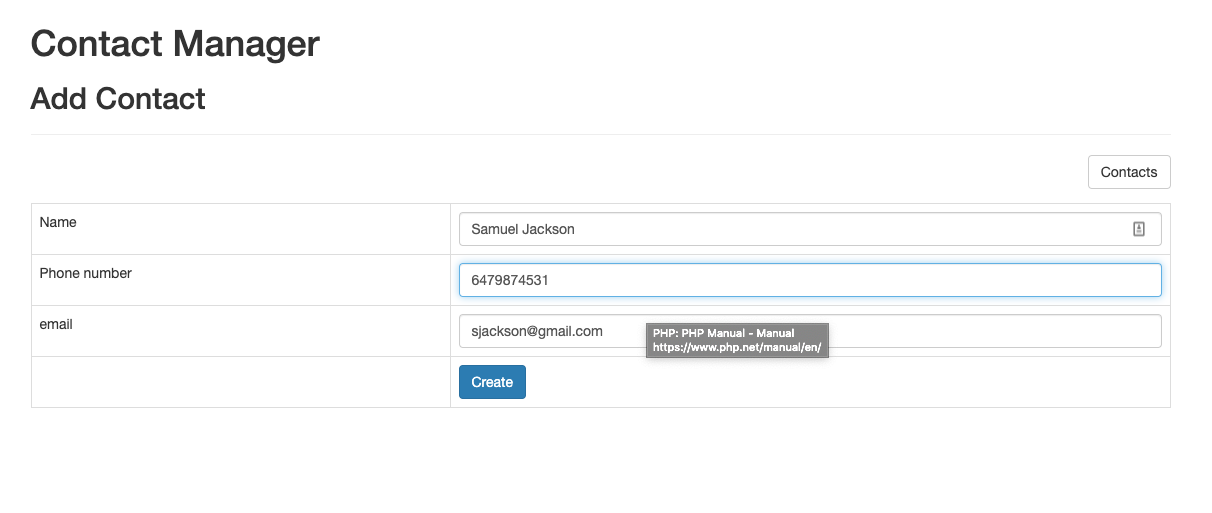 Contact Manager
Add Contact
Contacts
Name
Samuel Jackson
Phone number
6479874531
email
sjackson@gmail.com
PHP: PHP Manual - Manual
https://www.php.net/manual/en/
Create